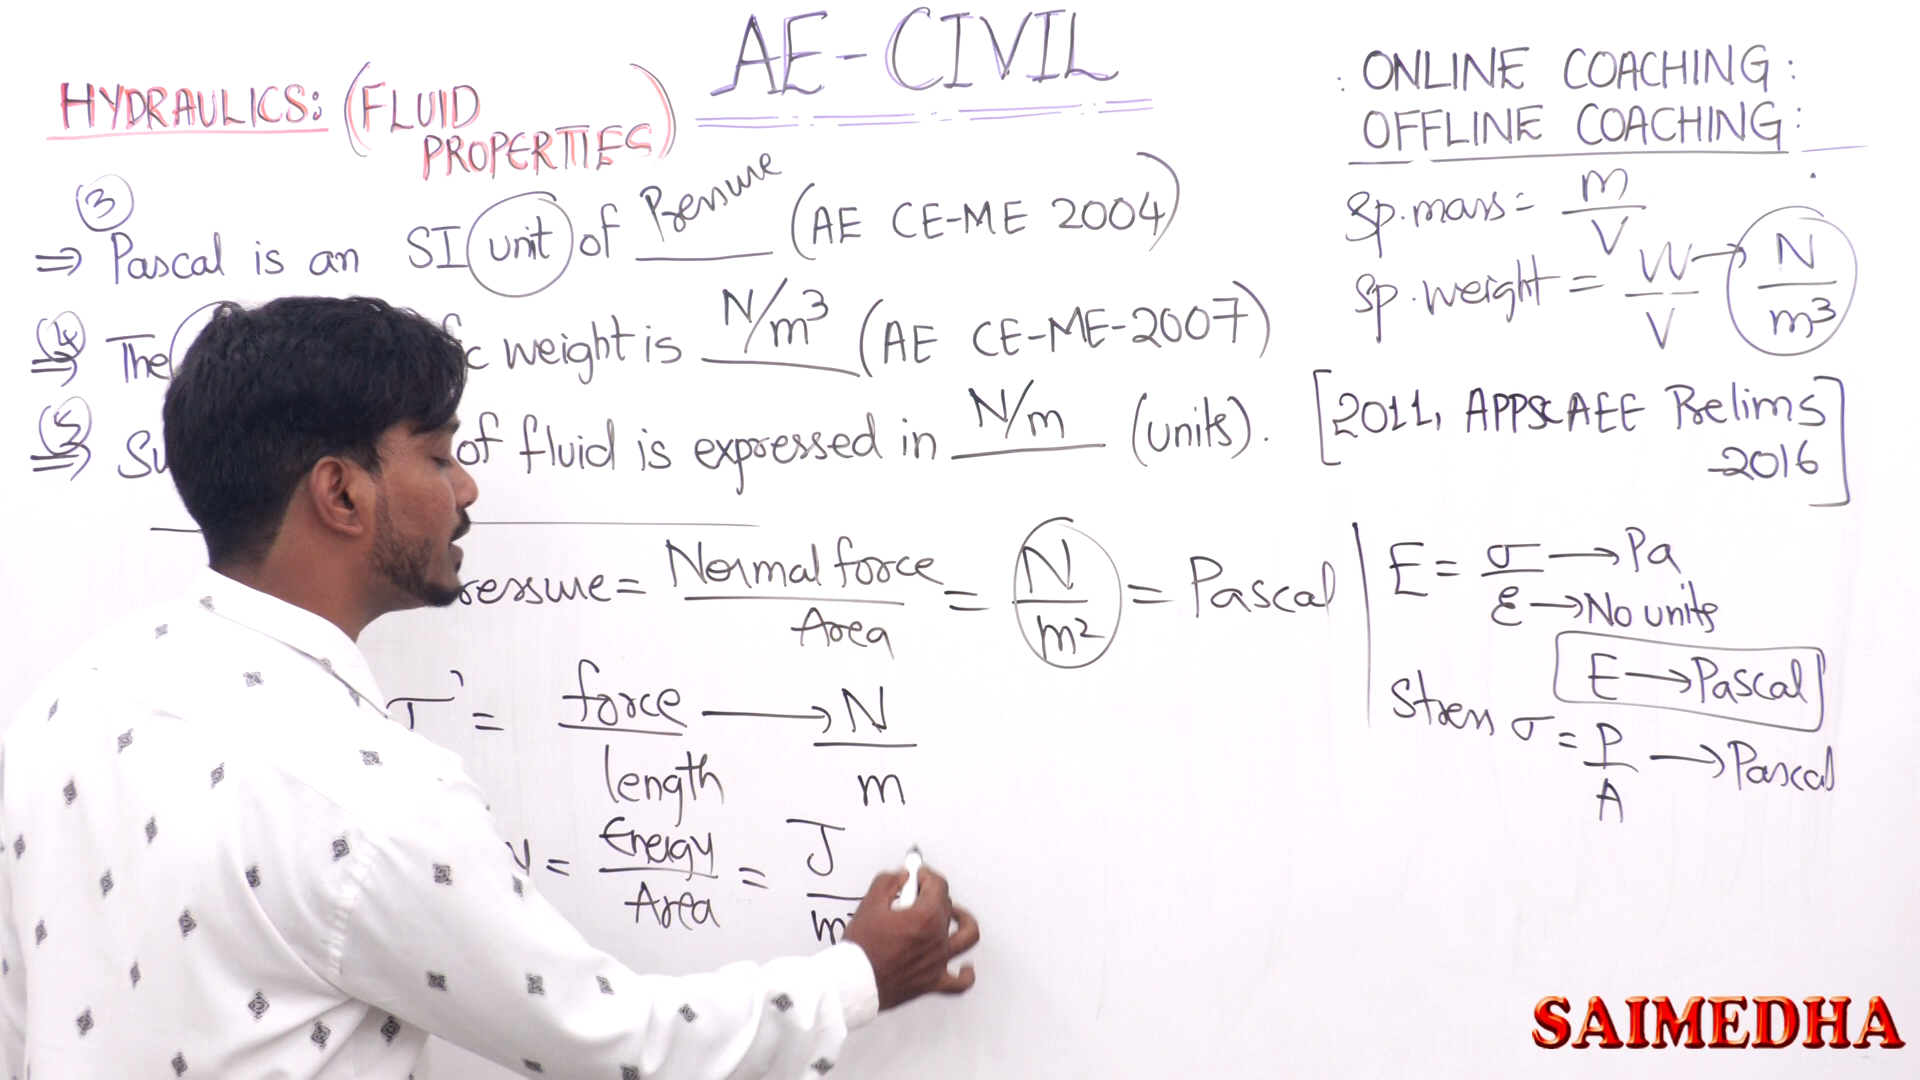 AE-CIVIL
HYDRAULICS: (FLUID
PROPERTIES)
ONLINE COACHING:
OFFLINE COACHING:
3
⇒ Pascal is an SI unit of Pressure (AE CE-ME 2004)
4
⇒ The weight is N/m³ (AE CE-ME-2007)
5
⇒ Su of fluid is expressed in N/m (units). [2011, APPSC AEE Prelims
-2016]
Sp.mass = m/V
Sp.weight = W/V → N/m³
ressure = Normal force/Area = N/m² = Pascal
E = σ → Pa
ε → No units
E → Pascal
Stress σ = P/A → Pascal
= force/length → N/m
= Energy/Area = J/m
SAIMEDHA